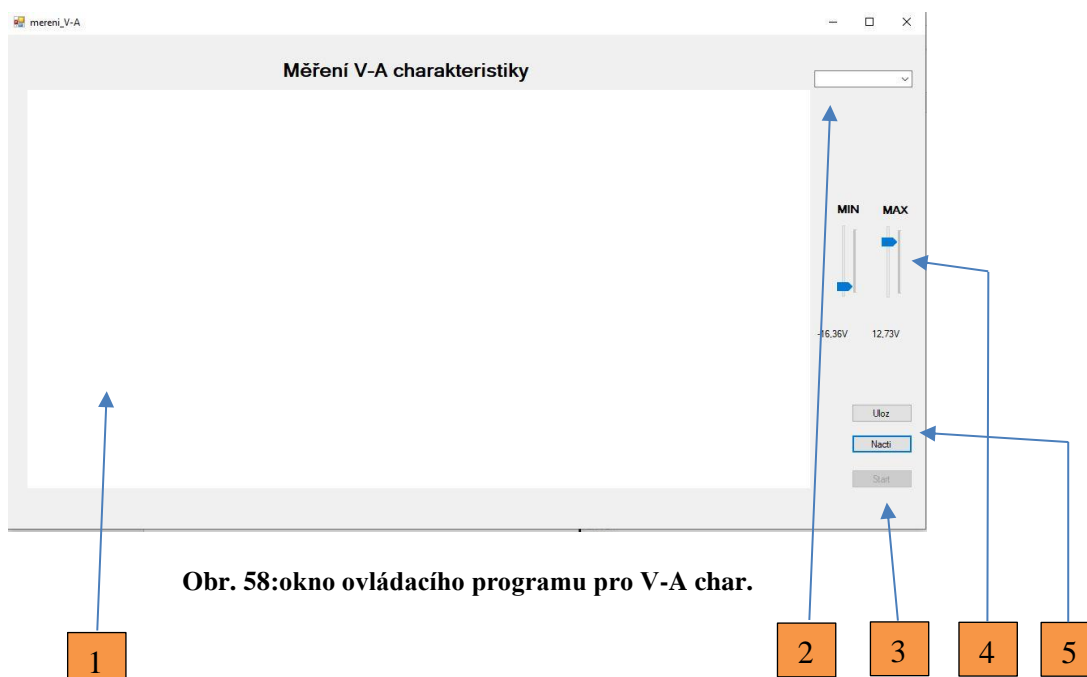 mereni_V-A
Měření V-A charakteristiky
MIN MAX
-16,36V 12,73V
Uloz
Nacti
Start
Obr. 58:okno ovládacího programu pro V-A char.
1 2 3 4 5